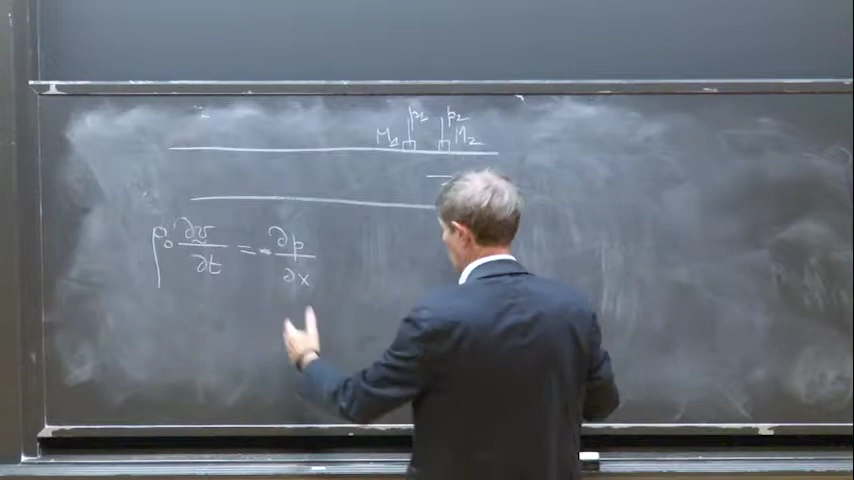 p₁ p₂
M₁ M₂
ρ₀ ∂v/∂t = - ∂p/∂x